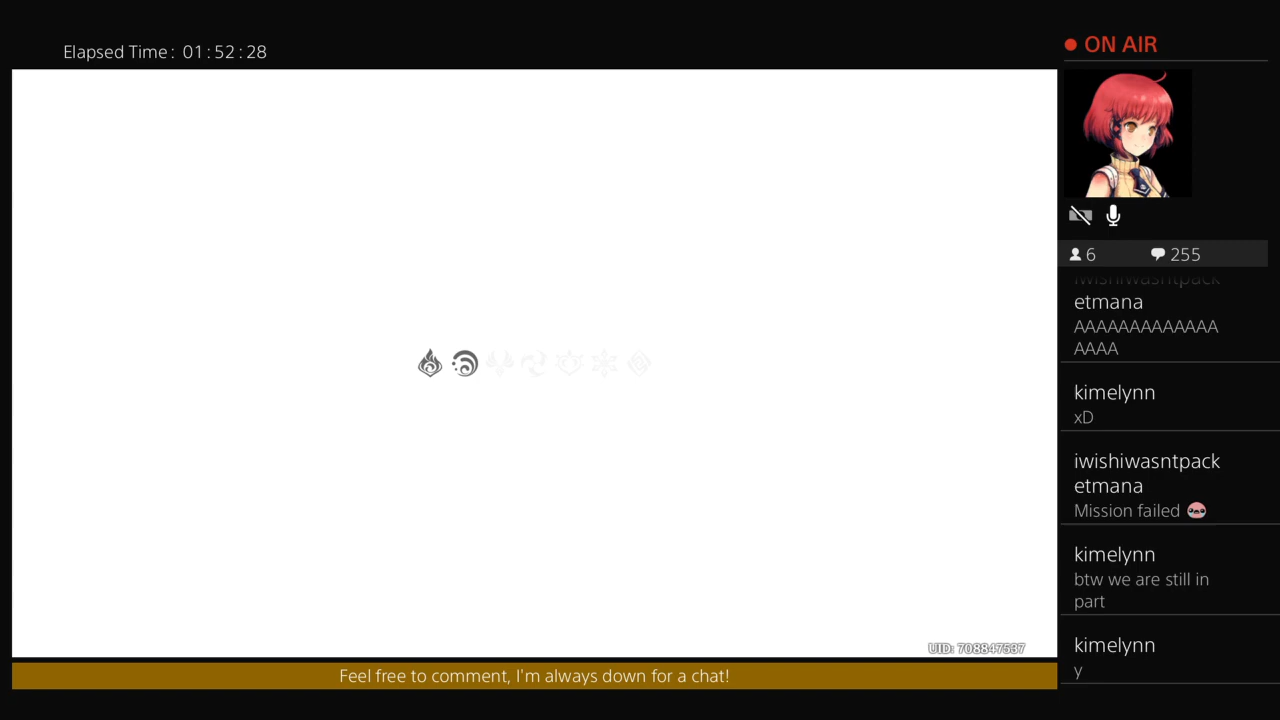 Elapsed Time: 01:52:28
ON AIR
6 255
iwishiwasntpack
etmana
AAAAAAAAAAAAA
AAAA
kimelynn
xD
iwishiwasntpack
etmana
Mission failed
kimelynn
btw we are still in
part
kimelynn
y
UID: 708847537
Feel free to comment, I'm always down for a chat!